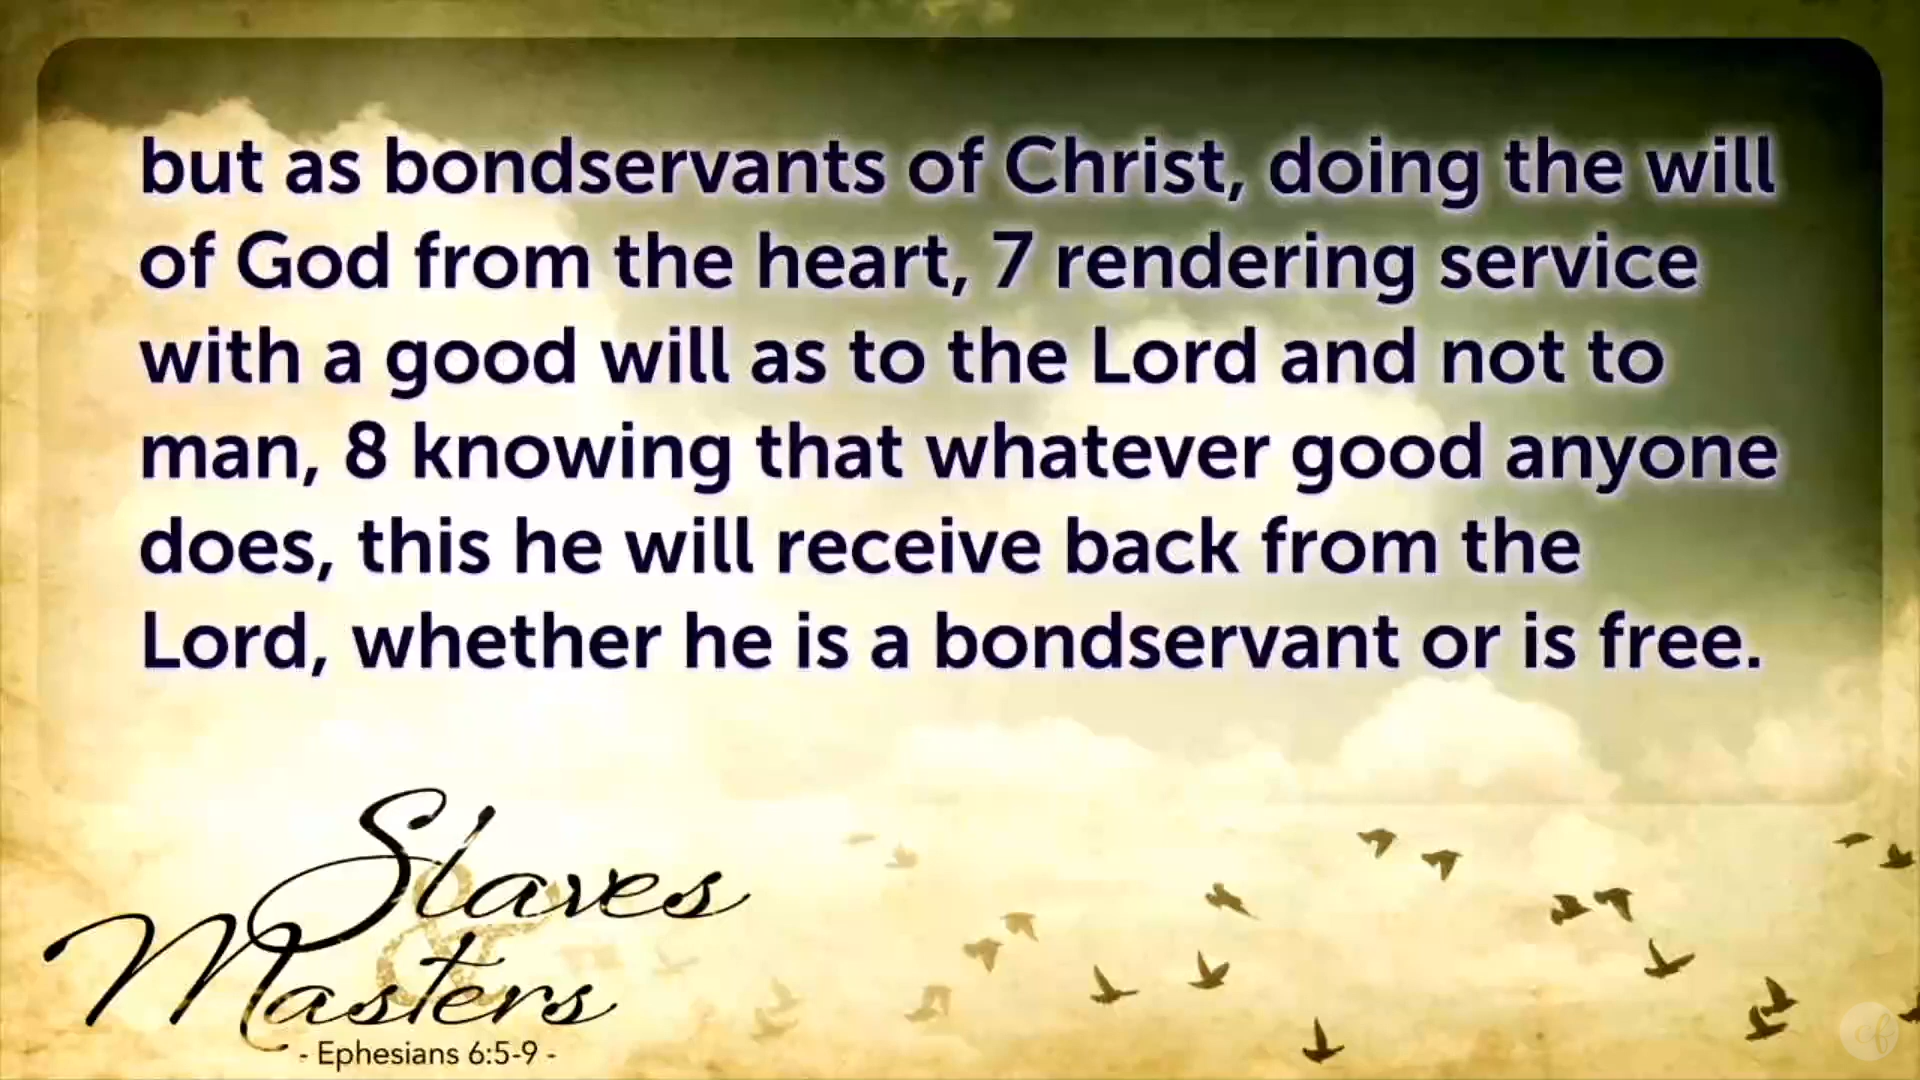 but as bondservants of Christ, doing the will
of God from the heart, 7 rendering service
with a good will as to the Lord and not to
man, 8 knowing that whatever good anyone
does, this he will receive back from the
Lord, whether he is a bondservant or is free.
Slaves
&
Masters
- Ephesians 6:5-9 -
cf